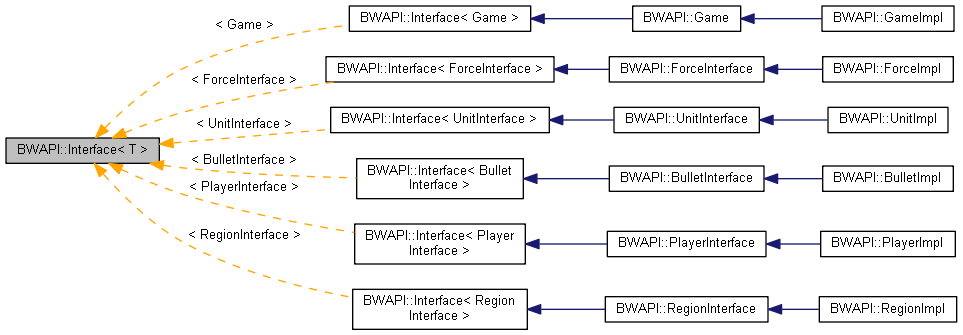 < Game >
BWAPI::Interface< Game >
BWAPI::Game
BWAPI::GameImpl
< ForceInterface >
BWAPI::Interface< ForceInterface >
BWAPI::ForceInterface
BWAPI::ForceImpl
< UnitInterface >
BWAPI::Interface< UnitInterface >
BWAPI::UnitInterface
BWAPI::UnitImpl
BWAPI::Interface< T >
< BulletInterface >
BWAPI::Interface< Bullet
Interface >
BWAPI::BulletInterface
BWAPI::BulletImpl
< PlayerInterface >
BWAPI::Interface< Player
Interface >
BWAPI::PlayerInterface
BWAPI::PlayerImpl
< RegionInterface >
BWAPI::Interface< Region
Interface >
BWAPI::RegionInterface
BWAPI::RegionImpl